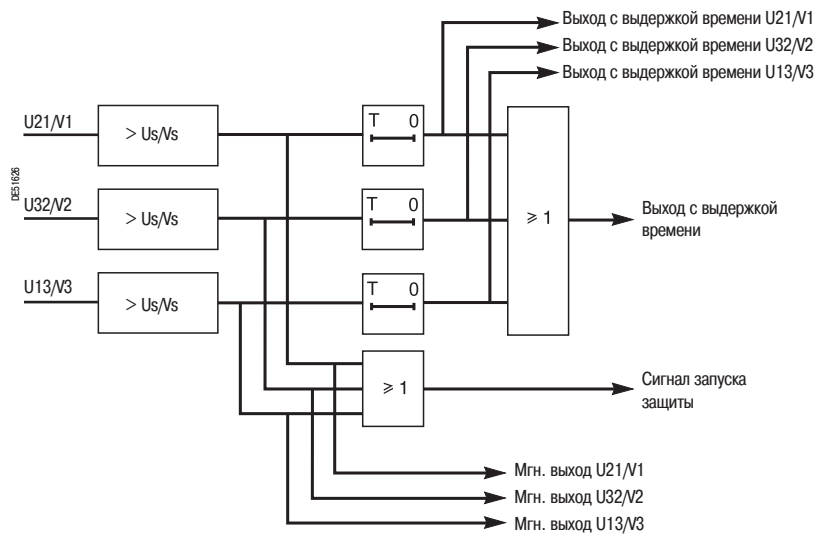 Выход с выдержкой времени U21/V1
Выход с выдержкой времени U32/V2
Выход с выдержкой времени U13/V3
U21/V1
> Us/Vs
T 0
DE51626
U32/V2
> Us/Vs
T 0
≥ 1
Выход с выдержкой
времени
U13/V3
> Us/Vs
T 0
≥ 1
Сигнал запуска
защиты
Мгн. выход U21/V1
Мгн. выход U32/V2
Мгн. выход U13/V3